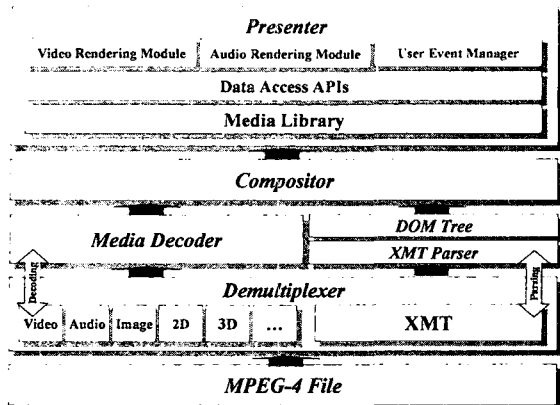 Presenter
Video Rendering Module
Audio Rendering Module
User Event Manager
Data Access APIs
Media Library
Compositor
Media Decoder
DOM Tree
XMT Parser
Decoding
Parsing
Demultiplexer
Video
Audio
Image
2D
3D
...
XMT
MPEG-4 File